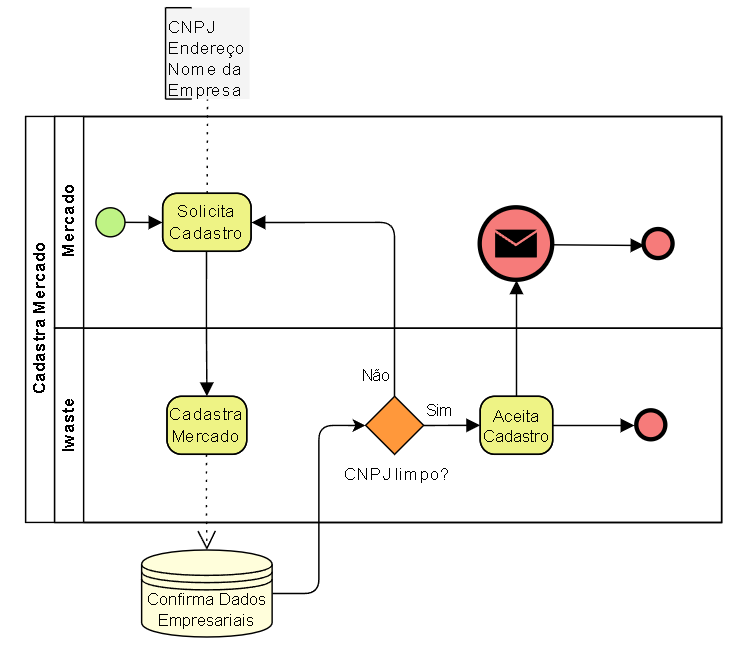 CNPJ
Endereço
Nome da
Empresa
Cadastra Mercado
Mercado
Solicita
Cadastro
Iwaste
Cadastra
Mercado
Não
Sim
CNPJ limpo?
Aceita
Cadastro
Confirma Dados
Empresariais